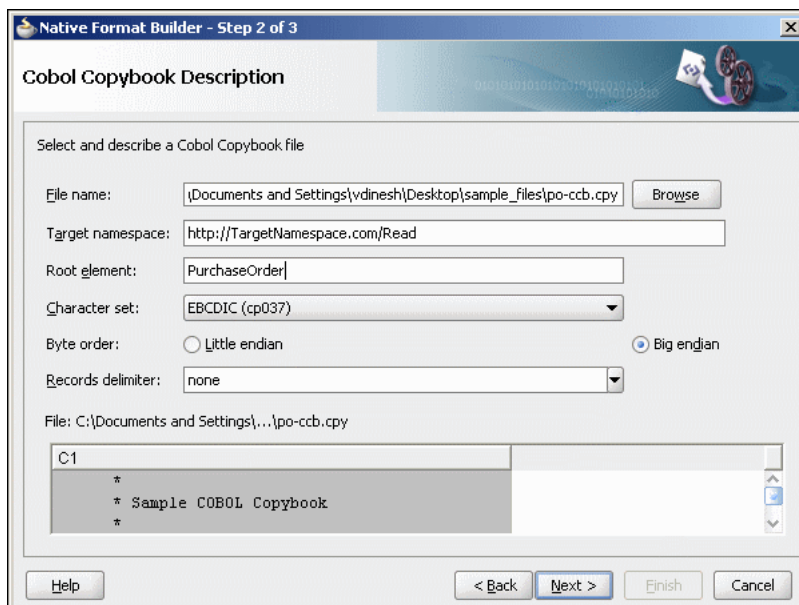 Native Format Builder - Step 2 of 3
Cobol Copybook Description
Select and describe a Cobol Copybook file
File name: \Documents and Settings\vdinesh\Desktop\sample_files\po-ccb.cpy Browse
Target namespace: http://TargetNamespace.com/Read
Root element: PurchaseOrder
Character set: EBCDIC (cp037)
Byte order: Little endian Big endian
Records delimiter: none
File: C:\Documents and Settings\...\po-ccb.cpy
C1
*
* Sample COBOL Copybook
*
Help < Back Next > Finish Cancel